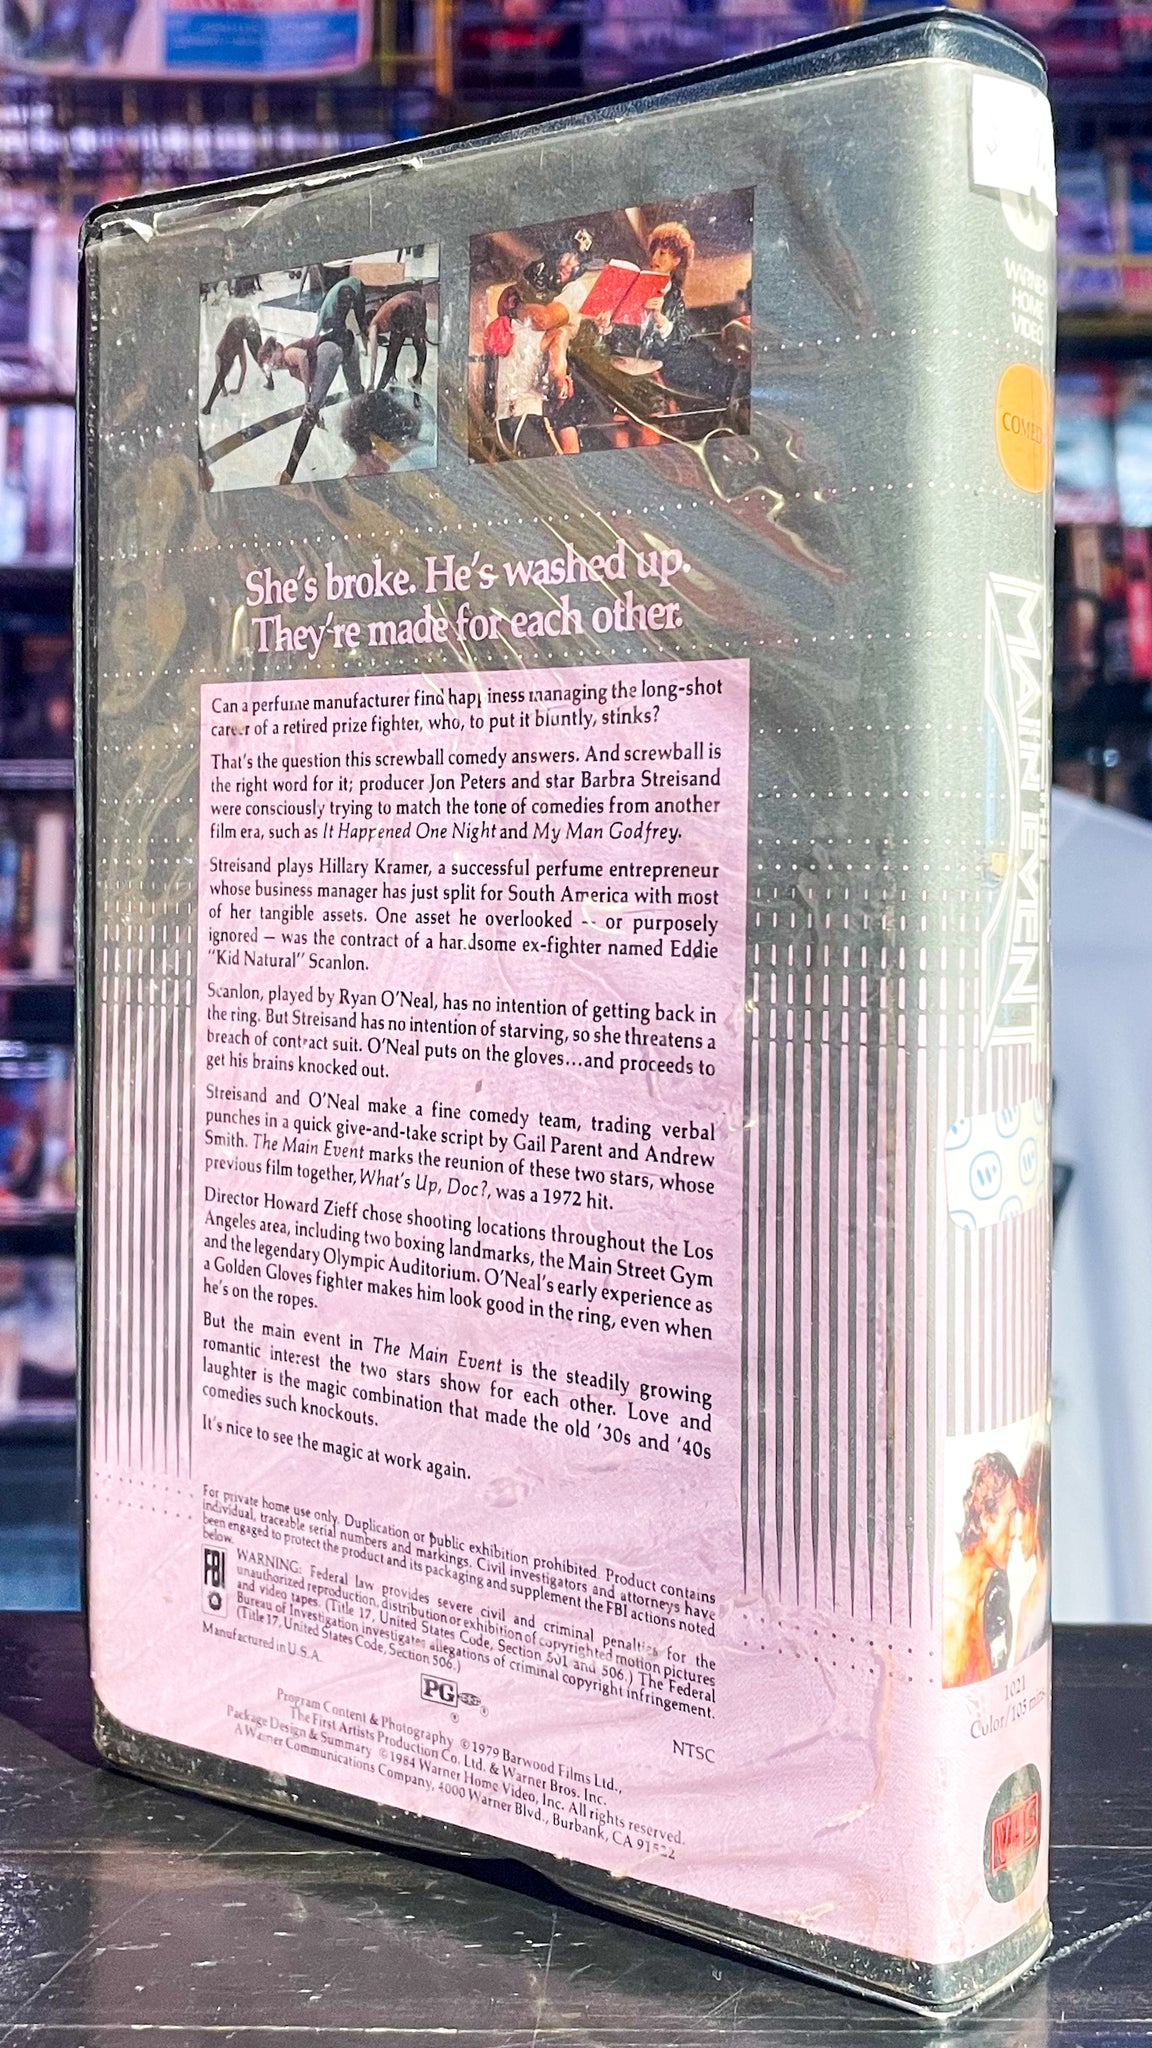 She's broke. He's washed up.
They're made for each other.
Can a perfume manufacturer find happiness managing the long-shot
career of a retired prize fighter, who, to put it bluntly, stinks?
That's the question this screwball comedy answers. And screwball is
the right word for it; producer Jon Peters and star Barbra Streisand
were consciously trying to match the tone of comedies from another
film era, such as It Happened One Night and My Man Godfrey.
Streisand plays Hillary Kramer, a successful perfume entrepreneur
whose business manager has just split for South America with most
of her tangible assets. One asset he overlooked – or purposely
ignored – was the contract of a handsome ex-fighter named Eddie
"Kid Natural" Scanlon.
Scanlon, played by Ryan O'Neal, has no intention of getting back in
the ring. But Streisand has no intention of starving, so she threatens a
breach of contract suit. O'Neal puts on the gloves...and proceeds to
get his brains knocked out.
Streisand and O'Neal make a fine comedy team, trading verbal
punches in a quick give-and-take script by Gail Parent and Andrew
Smith. The Main Event marks the reunion of these two stars, whose
previous film together, What's Up, Doc?, was a 1972 hit.
Director Howard Zieff chose shooting locations throughout the Los
Angeles area, including two boxing landmarks, the Main Street Gym
and the legendary Olympic Auditorium. O'Neal's early experience as
a Golden Gloves fighter makes him look good in the ring, even when
he's on the ropes.
But the main event in The Main Event is the steadily growing
romantic interest the two stars show for each other. Love and
laughter is the magic combination that made the old '30s and '40s
comedies such knockouts.
It's nice to see the magic at work again.
For private home use only. Duplication or public exhibition prohibited. Product contains
individual, traceable serial numbers and markings. Civil investigators and attorneys have
been engaged to protect the product and its packaging and supplement the FBI actions noted
below.
FBI
WARNING: Federal law provides severe civil and criminal penalties for the
unauthorized reproduction, distribution or exhibition of copyrighted motion pictures
and video tapes. (Title 17, United States Code, Section 501 and 506.) The Federal
Bureau of Investigation investigates allegations of criminal copyright infringement.
(Title 17, United States Code, Section 506.)
Manufactured in U.S.A.
PG
NTSC
Program Content & Photography ©1979 Barwood Films Ltd.,
The First Artists Production Co. Ltd. & Warner Bros. Inc.
Package Design & Summary ©1984 Warner Home Video, Inc. All rights reserved.
A Warner Communications Company, 4000 Warner Blvd., Burbank, CA 91522
WARNER
HOME
VIDEO
COMED
MAIN EVENT
1021
Color/103 mins
VHS